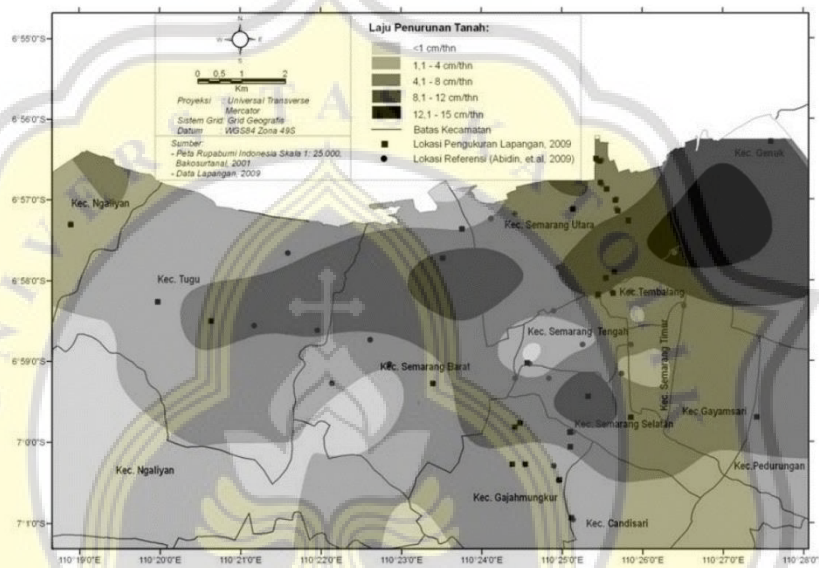 N
W E
S
0 0.5 1 2
Km
Proyeksi : Universal Transverse
Mercator
Sistem Grid: Grid Geografis
Datum : WGS84 Zona 49S
Sumber:
- Peta Rupabumi Indonesia Skala 1: 25.000,
Bakosurtanal, 2001
- Data Lapangan, 2009
Laju Penurunan Tanah:
<1 cm/thn
1,1 - 4 cm/thn
4,1 - 8 cm/thn
8,1 - 12 cm/thn
12,1 - 15 cm/thn
Batas Kecamatan
Lokasi Pengukuran Lapangan, 2009
Lokasi Referensi (Abidin, et.al, 2009)
6°55'0"S
6°56'0"S
6°57'0"S
6°58'0"S
6°59'0"S
7°0'0"S
7°1'0"S
Kec. Genuk
Kec. Ngaliyan
Kec. Semarang Utara
Kec. Tugu
Kec.Tembalang
Kec. Semarang Tengah
Kec. Semarang Timur
Kec. Semarang Barat
Kec Gayamsari
Kec. Semarang Selatan
Kec. Ngaliyan
Kec.Pedurungan
Kec. Gajahmungkur
Kec. Candisari
110°19'0"E 110°20'0"E 110°21'0"E 110°22'0"E 110°23'0"E 110°24'0"E 110°25'0"E 110°26'0"E 110°27'0"E 110°28'0"E